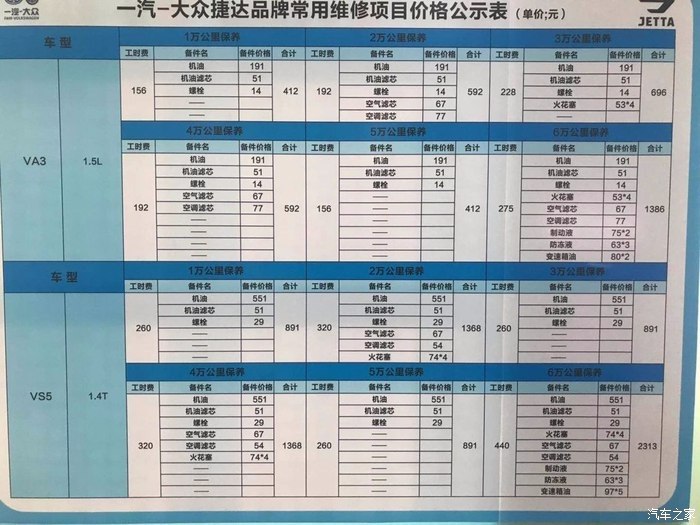 一汽-大众
FAW-VOLKSWAGEN
一汽-大众捷达品牌常用维修项目价格公示表（单价;元）
JETTA
车型
1万公里保养 2万公里保养 3万公里保养
工时费 备件名 备件价格 合计 工时费 备件名 备件价格 合计 工时费 备件名 备件价格 合计
VA3 1.5L
156 机油 191 412 192 机油 191 592 228 机油 191 696
机油滤芯 51 机油滤芯 51 机油滤芯 51
螺栓 14 螺栓 14 螺栓 14
—— 空气滤芯 67 火花塞 53*4
—— 空调滤芯 77 ——
4万公里保养 5万公里保养 6万公里保养
工时费 备件名 备件价格 合计 工时费 备件名 备件价格 合计 工时费 备件名 备件价格 合计
192 机油 191 592 156 机油 191 412 275 机油 191 1386
机油滤芯 51 机油滤芯 51 机油滤芯 51
螺栓 14 螺栓 14 螺栓 14
空气滤芯 67 —— 火花塞 53*4
空调滤芯 77 —— 空气滤芯 67
—— —— 空调滤芯 77
—— —— 制动液 75*2
—— —— 防冻液 63*3
—— —— 变速箱油 80*2
车型
1万公里保养 2万公里保养 3万公里保养
工时费 备件名 备件价格 合计 工时费 备件名 备件价格 合计 工时费 备件名 备件价格 合计
VS5 1.4T
260 机油 551 891 320 机油 551 1368 260 机油 551 891
机油滤芯 51 机油滤芯 51 机油滤芯 51
螺栓 29 螺栓 29 螺栓 29
—— 空气滤芯 67 ——
—— 空调滤芯 54 ——
—— 火花塞 74*4 ——
4万公里保养 5万公里保养 6万公里保养
工时费 备件名 备件价格 合计 工时费 备件名 备件价格 合计 工时费 备件名 备件价格 合计
320 机油 551 1368 260 机油 551 891 440 机油 551 2313
机油滤芯 51 机油滤芯 51 机油滤芯 51
螺栓 29 螺栓 29 螺栓 29
空气滤芯 67 —— 火花塞 74*4
空调滤芯 54 —— 空气滤芯 67
火花塞 74*4 —— 空调滤芯 54
—— —— 制动液 75*2
—— —— 防冻液 63*3
—— —— 变速箱油 97*5
汽车之家